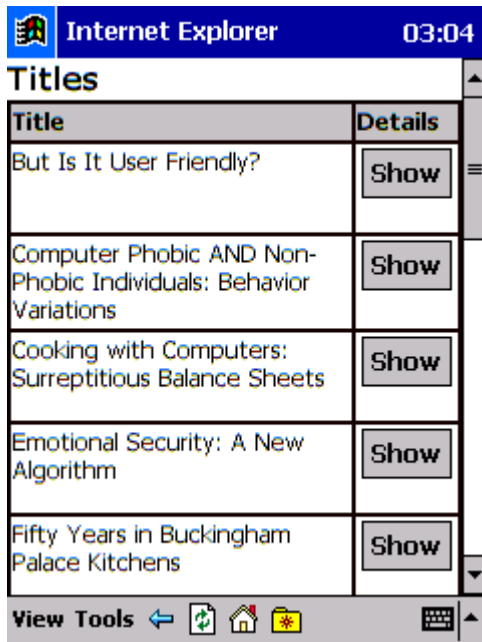 Internet Explorer 03:04
Titles
Title Details
But Is It User Friendly? Show
Computer Phobic AND Non-
Phobic Individuals: Behavior
Variations
Show
Cooking with Computers:
Surreptitious Balance Sheets
Show
Emotional Security: A New
Algorithm
Show
Fifty Years in Buckingham
Palace Kitchens
Show
View Tools